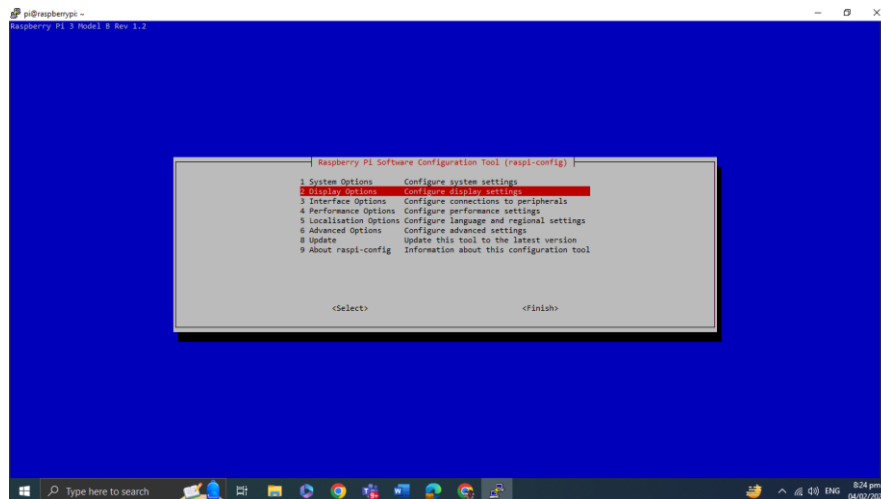 pi@raspberrypi: ~
Raspberry Pi 3 Model B Rev 1.2
Raspberry Pi Software Configuration Tool (raspi-config)
1 System Options Configure system settings
2 Display Options Configure display settings
3 Interface Options Configure connections to peripherals
4 Performance Options Configure performance settings
5 Localisation Options Configure language and regional settings
6 Advanced Options Configure advanced settings
8 Update Update this tool to the latest version
9 About raspi-config Information about this configuration tool
<Select> <Finish>
Type here to search
ENG
8:24 pm